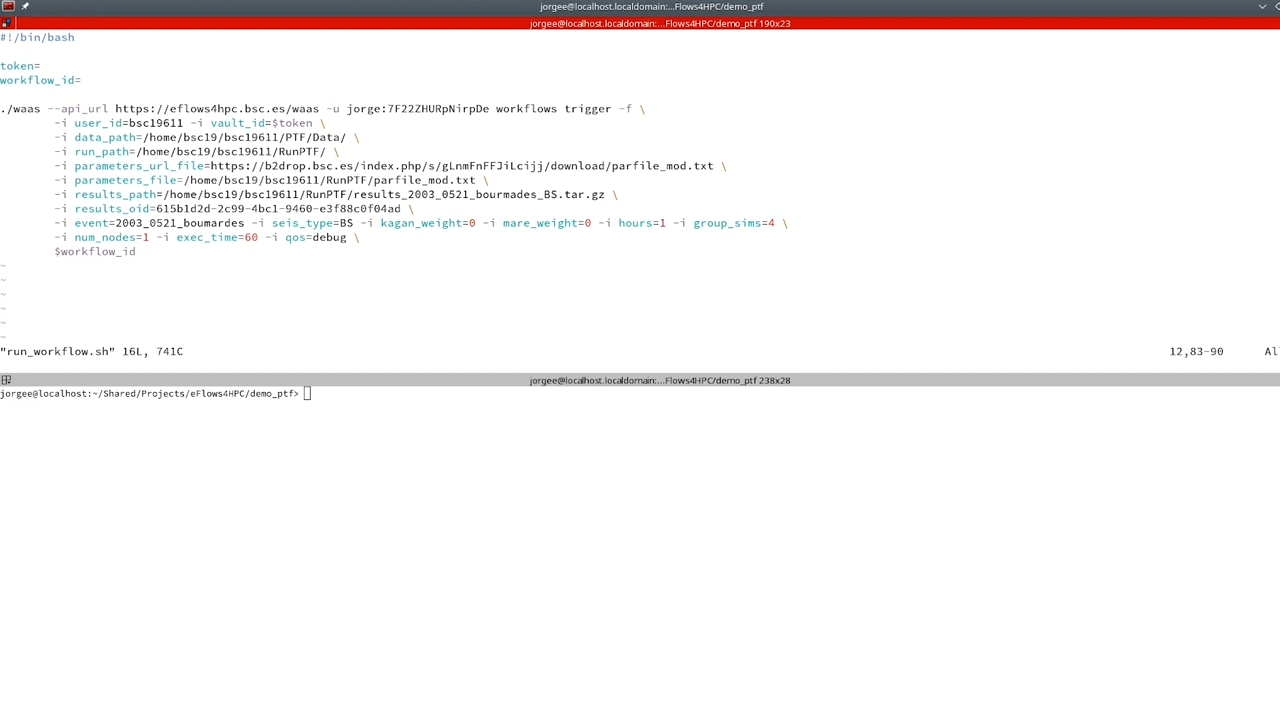 jorgee@localhost.localdomain:...Flows4HPC/demo_ptf
jorgee@localhost.localdomain:...Flows4HPC/demo_ptf 190x23
#!/bin/bash
token=
workflow_id=
./waas --api_url https://eflows4hpc.bsc.es/waas -u jorge:7F22ZHURpNirpDe workflows trigger -f \
-i user_id=bsc19611 -i vault_id=$token \
-i data_path=/home/bsc19/bsc19611/PTF/Data/ \
-i run_path=/home/bsc19/bsc19611/RunPTF/ \
-i parameters_url_file=https://b2drop.bsc.es/index.php/s/gLnmFnFFJiLcijj/download/parfile_mod.txt \
-i parameters_file=/home/bsc19/bsc19611/RunPTF/parfile_mod.txt \
-i results_path=/home/bsc19/bsc19611/RunPTF/results_2003_0521_bourmades_BS.tar.gz \
-i results_oid=615b1d2d-2c99-4bc1-9460-e3f88c0f04ad \
-i event=2003_0521_boumardes -i seis_type=BS -i kagan_weight=0 -i mare_weight=0 -i hours=1 -i group_sims=4 \
-i num_nodes=1 -i exec_time=60 -i qos=debug \
$workflow_id
~
~
~
~
~
~
"run_workflow.sh" 16L, 741C 12,83-90 Al
jorgee@localhost.localdomain:...Flows4HPC/demo_ptf 238x28
jorgee@localhost:~/Shared/Projects/eFlows4HPC/demo_ptf>